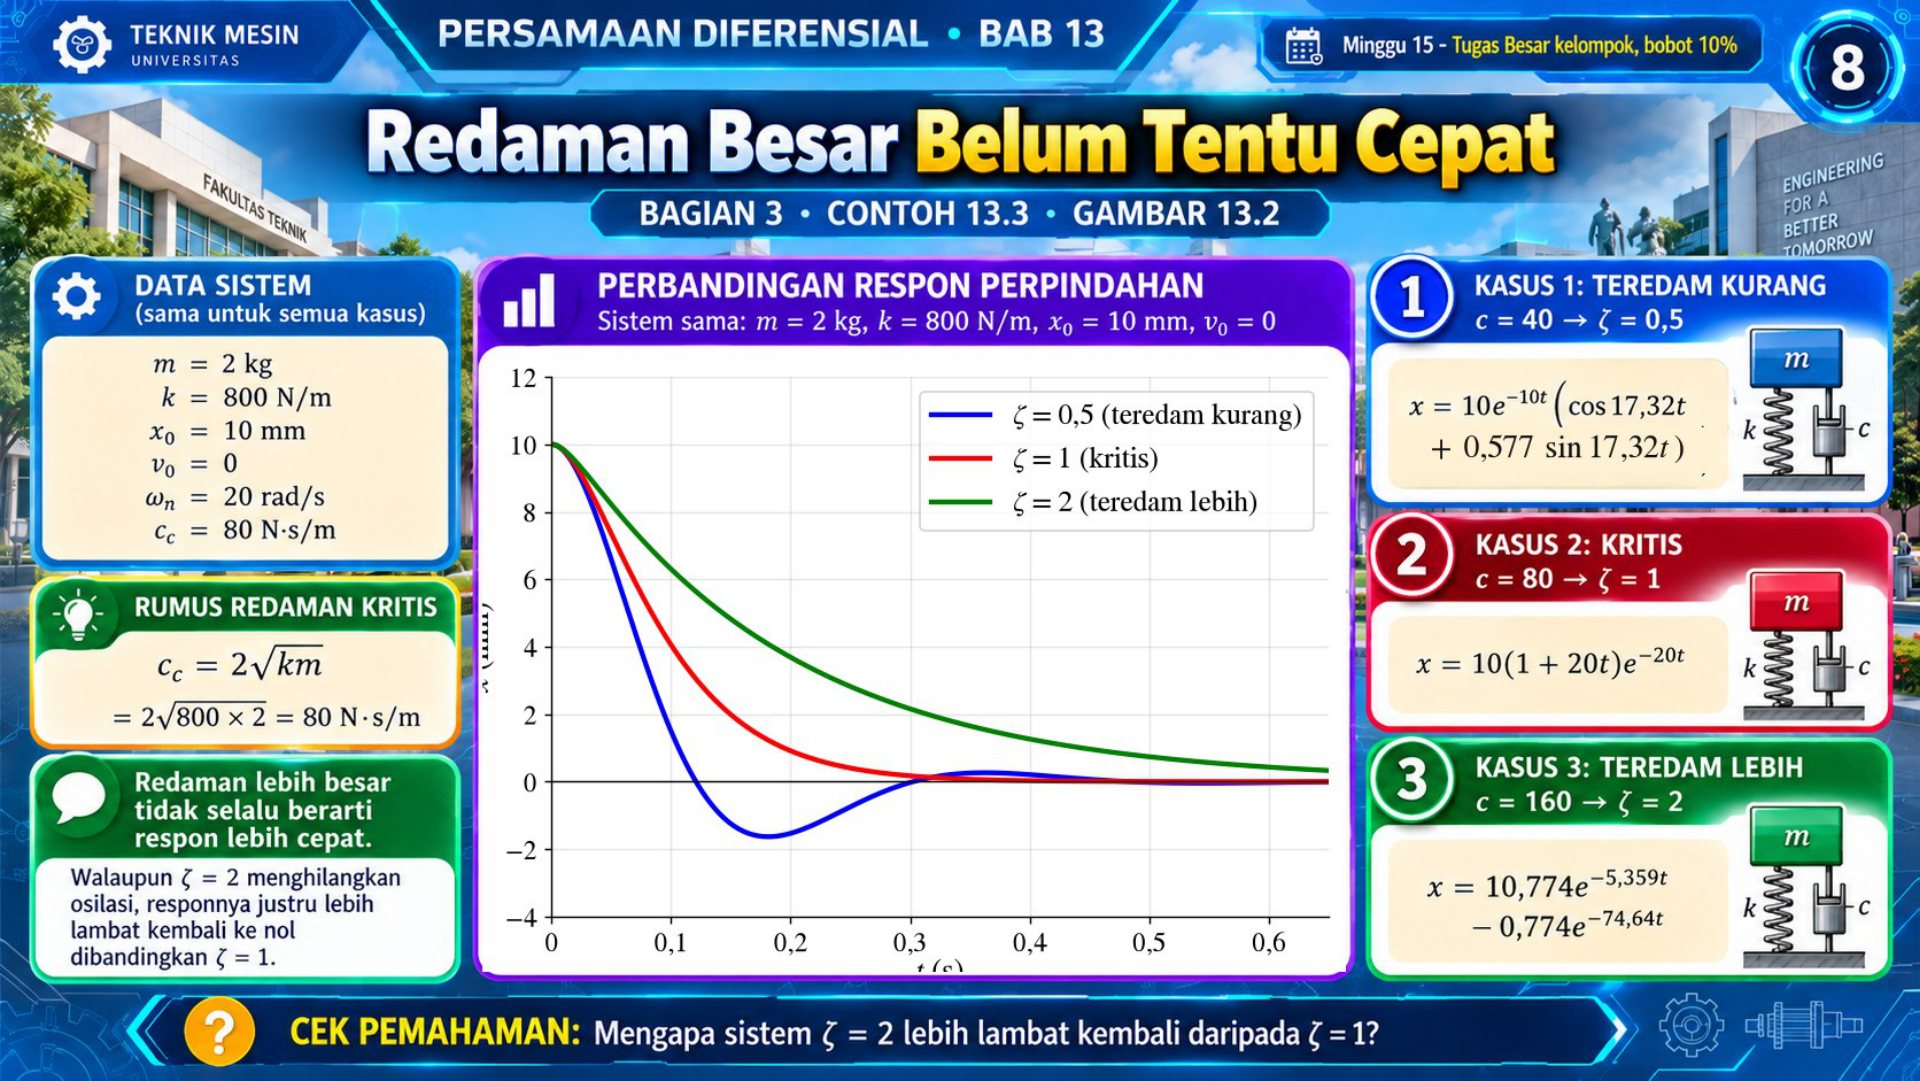 TEKNIK MESIN
UNIVERSITAS
PERSAMAAN DIFERENSIAL • BAB 13
Minggu 15 - Tugas Besar kelompok, bobot 10%
8
Redaman Besar Belum Tentu Cepat
BAGIAN 3 • CONTOH 13.3 • GAMBAR 13.2
FAKULTAS TEKNIK
ENGINEERING
FOR A
BETTER
TOMORROW
DATA SISTEM
(sama untuk semua kasus)
m = 2 kg
k = 800 N/m
x₀ = 10 mm
v₀ = 0
ωₙ = 20 rad/s
c_c = 80 N·s/m
RUMUS REDAMAN KRITIS
c_c = 2√km
= 2√800 × 2 = 80 N·s/m
Redaman lebih besar
tidak selalu berarti
respon lebih cepat.
Walaupun ζ = 2 menghilangkan
osilasi, responnya justru lebih
lambat kembali ke nol
dibandingkan ζ = 1.
PERBANDINGAN RESPON PERPINDAHAN
Sistem sama: m = 2 kg, k = 800 N/m, x₀ = 10 mm, v₀ = 0
12
10
8
6
4
2
0
−2
−4
0 0,1 0,2 0,3 0,4 0,5 0,6
t (s)
ζ = 0,5 (teredam kurang)
ζ = 1 (kritis)
ζ = 2 (teredam lebih)
1
KASUS 1: TEREDAM KURANG
c = 40 → ζ = 0,5
x = 10e^−10t (cos 17,32t
+ 0,577 sin 17,32t)
m
k
c
2
KASUS 2: KRITIS
c = 80 → ζ = 1
x = 10(1 + 20t)e^−20t
m
k
c
3
KASUS 3: TEREDAM LEBIH
c = 160 → ζ = 2
x = 10,774e^−5,359t
− 0,774e^−74,64t
m
k
c
? CEK PEMAHAMAN: Mengapa sistem ζ = 2 lebih lambat kembali daripada ζ = 1?